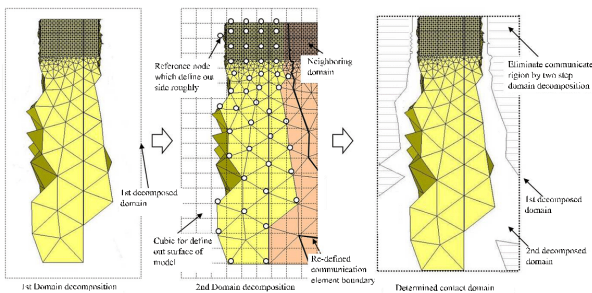 Reference node
which define out
side roughly
Neighboring
domain
Eliminate communicate
rigion by two step
domain decomposition
1st decomposed
domain
Cubic for define
out surface of
model
Re-defined
communication
element boundary
1st decomposed
domain
2nd decomposed
domain
1st Domain decomposition
2nd Domain decomposition
Determined contact domain